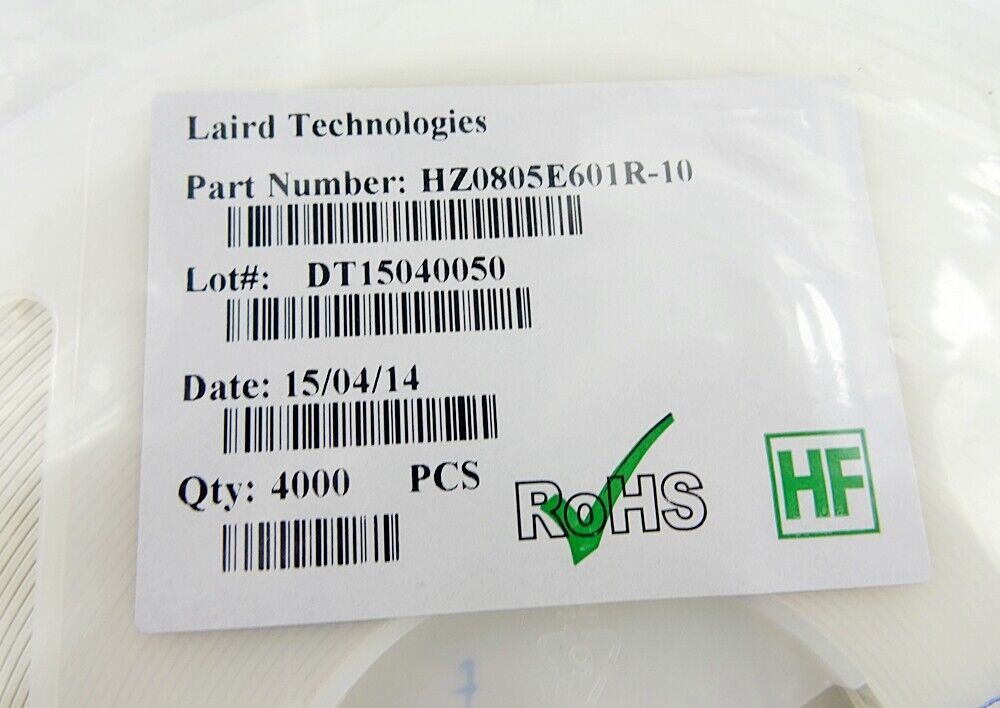 Laird Technologies
Part Number: HZ0805E601R-10
Lot#: DT15040050
Date: 15/04/14
Qty: 4000 PCS
RoHS
HF